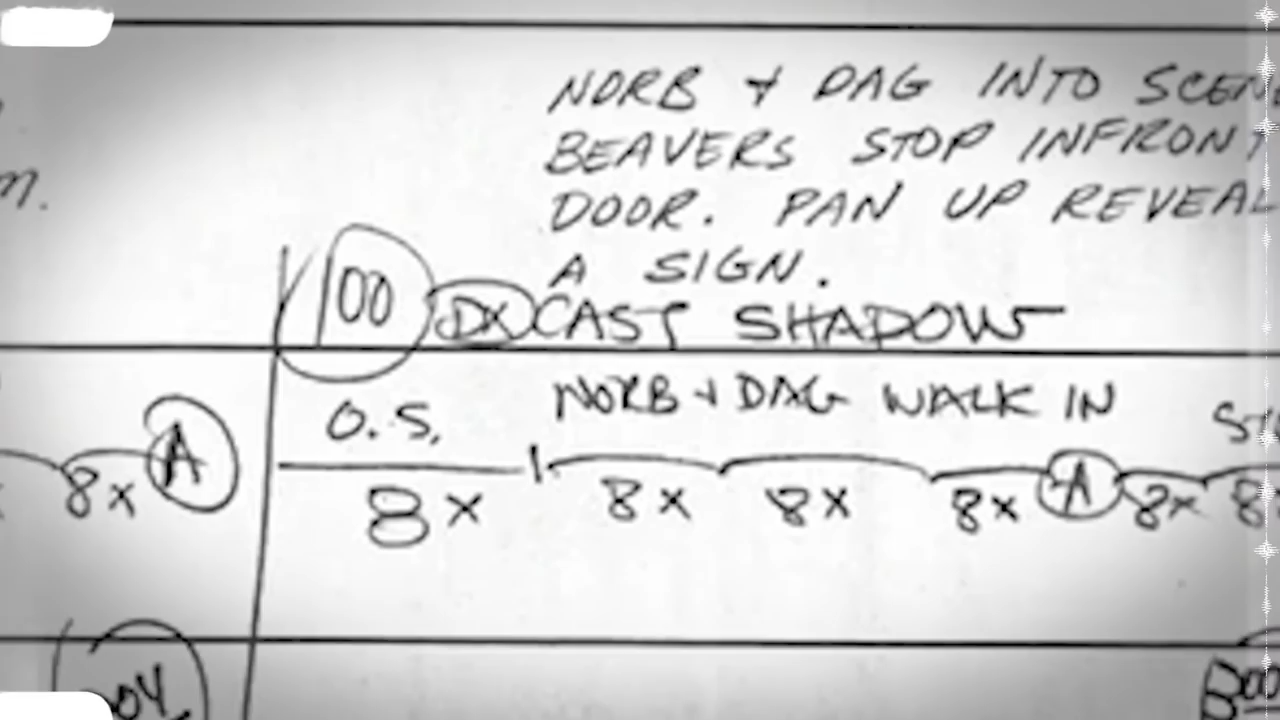 NORB & DAG INTO
BEAVERS STOP INFRONT
m.
DOOR. PAN UP REVEAL
A SIGN.
100
DX CAST SHADOW
O.S. NORB & DAG WALK IN
8x A 8x 8x 8x 8x A 8x 8